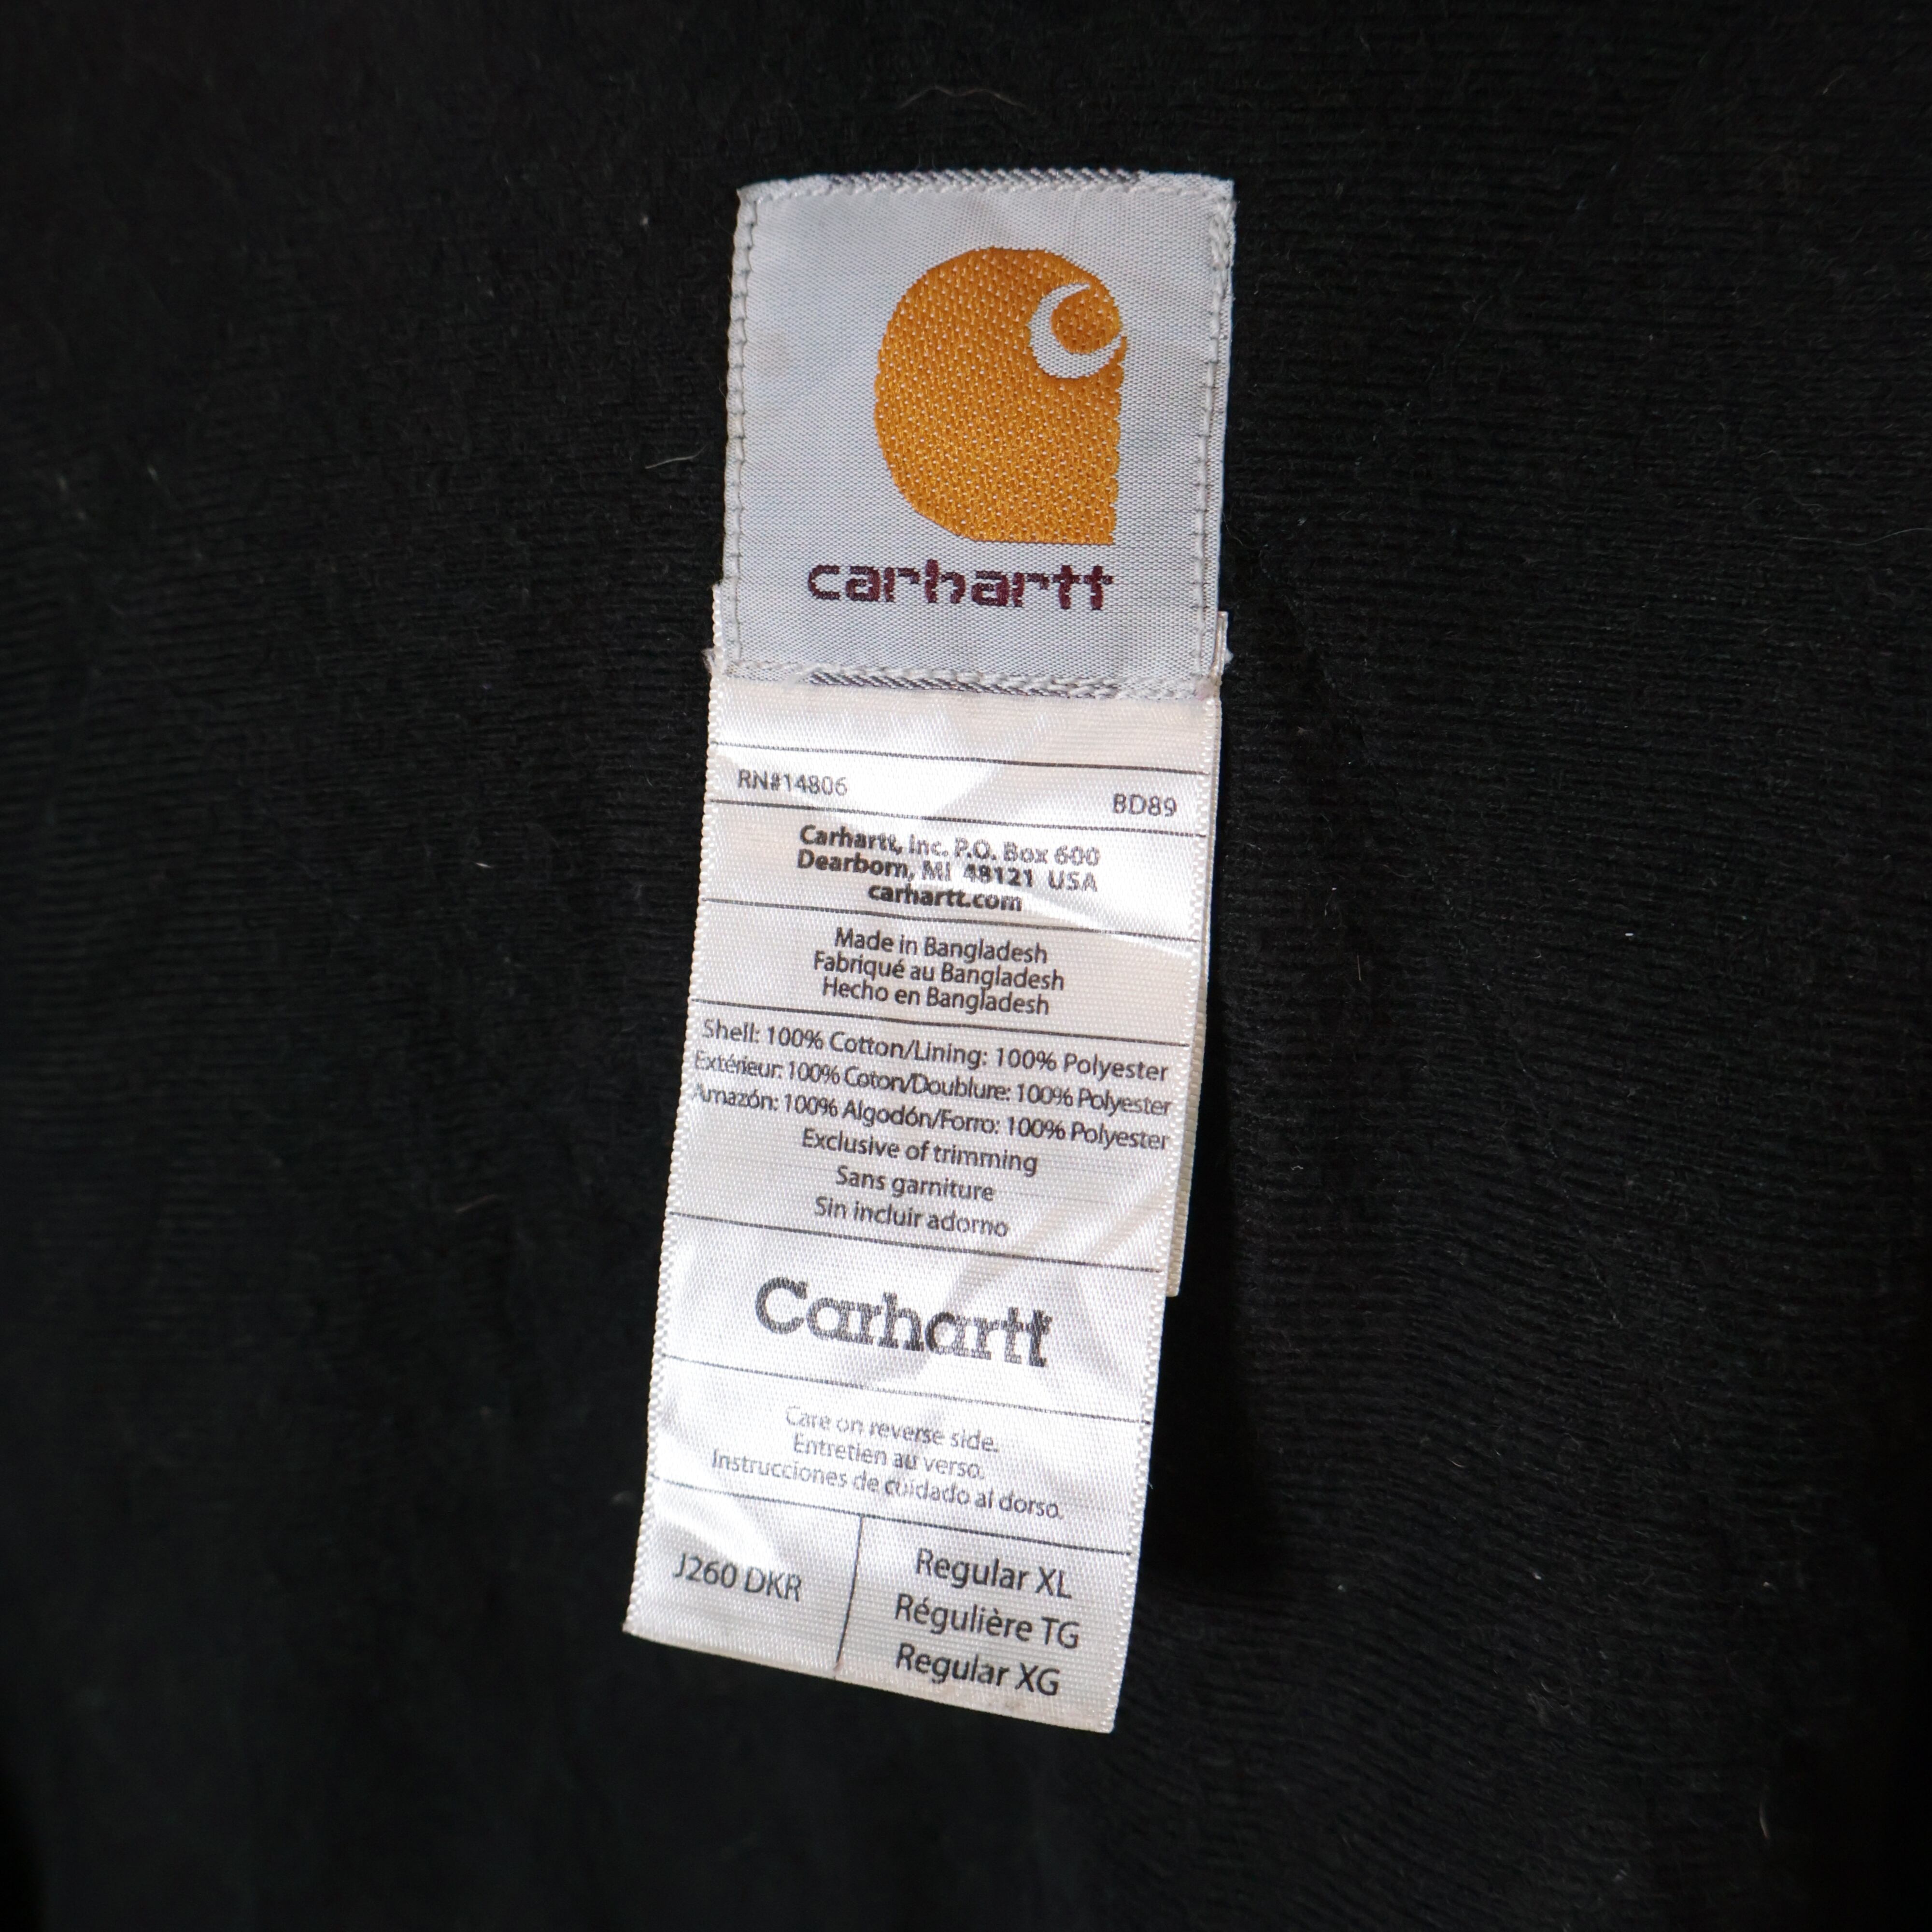 carhartt
RN#14806 BD89
Carhartt, Inc. P.O. Box 600
Dearborn, MI 48121 USA
carhartt.com
Made in Bangladesh
Fabriqué au Bangladesh
Hecho en Bangladesh
Shell: 100% Cotton/Lining: 100% Polyester
Extérieur: 100% Coton/Doublure: 100% Polyester
Amazón: 100% Algodón/Forro: 100% Polyester
Exclusive of trimming
Sans garniture
Sin incluir adorno
Carhartt
Care on reverse side.
Entretien au verso.
Instrucciones de cuidado al dorso.
J260 DKR
Regular XL
Régulière TG
Regular XG